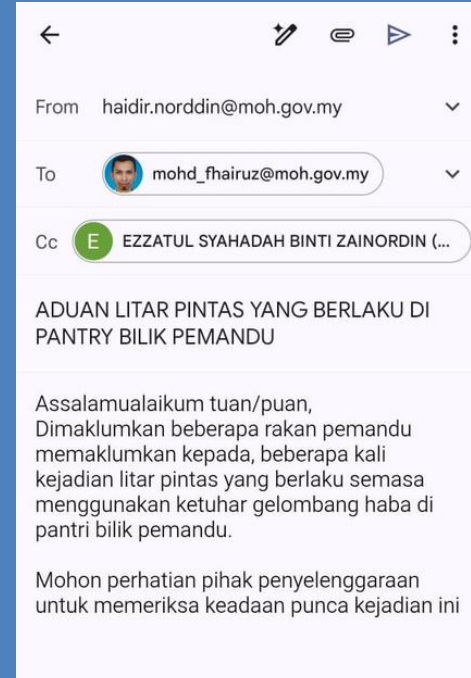 From haidir.norddin@moh.gov.my
To mohd_fhairuz@moh.gov.my
Cc E EZZATUL SYAHADAH BINTI ZAINORDIN (...
ADUAN LITAR PINTAS YANG BERLAKU DI
PANTRY BILIK PEMANDU
Assalamualaikum tuan/puan,
Dimaklumkan beberapa rakan pemandu
memaklumkan kepada, beberapa kali
kejadian litar pintas yang berlaku semasa
menggunakan ketuhar gelombang haba di
pantri bilik pemandu.
Mohon perhatian pihak penyelenggaraan
untuk memeriksa keadaan punca kejadian ini